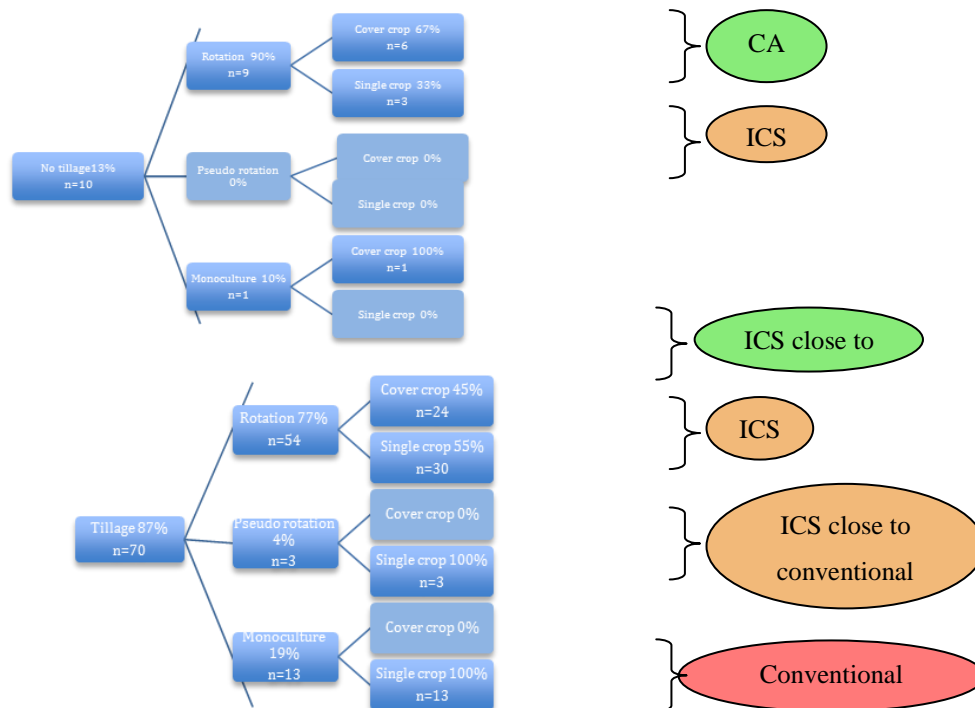 Cover crop 67%
n=6
CA
Rotation 90%
n=9
Single crop 33%
n=3
ICS
No tillage13%
n=10
Pseudo rotation
0%
Cover crop 0%
Single crop 0%
Monoculture 10%
n=1
Cover crop 100%
n=1
Single crop 0%
ICS close to
Rotation 77%
n=54
Cover crop 45%
n=24
Single crop 55%
n=30
ICS
Tillage 87%
n=70
Pseudo rotation
4%
n=3
Cover crop 0%
Single crop 100%
n=3
ICS close to
conventional
Monoculture
19%
n=13
Cover crop 0%
Single crop 100%
n=13
Conventional